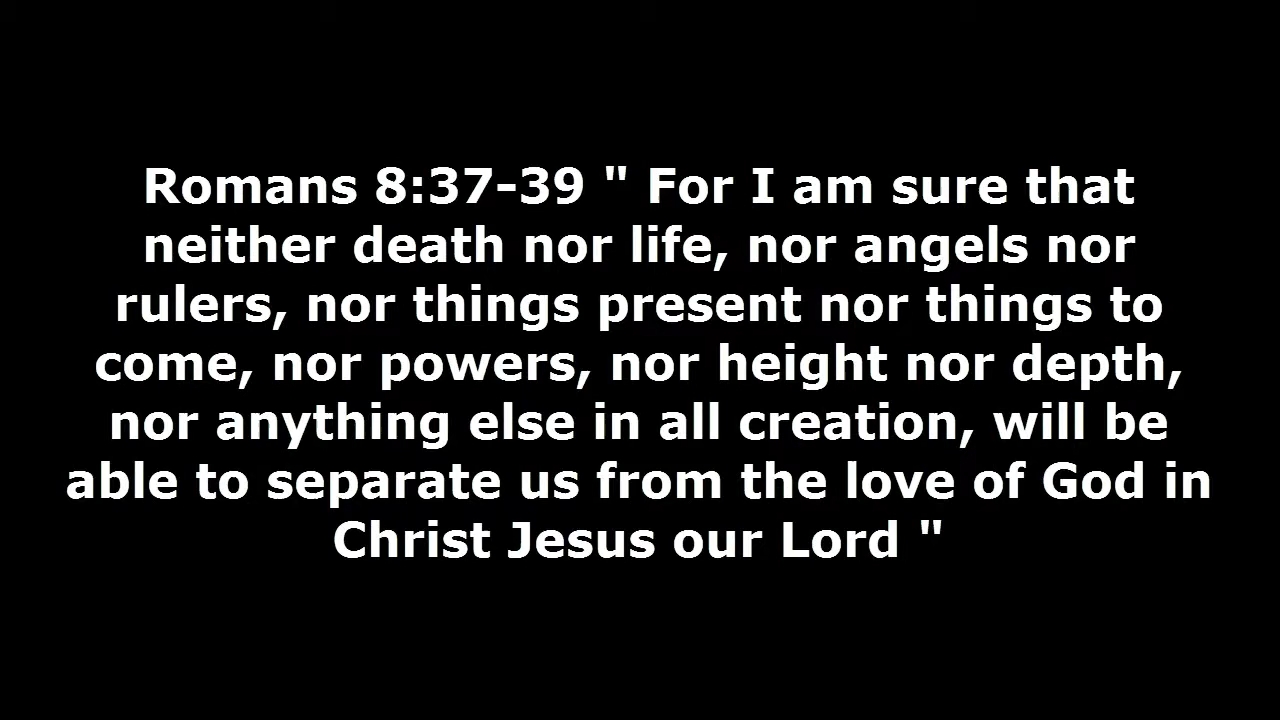 Romans 8:37-39 " For I am sure that
neither death nor life, nor angels nor
rulers, nor things present nor things to
come, nor powers, nor height nor depth,
nor anything else in all creation, will be
able to separate us from the love of God in
Christ Jesus our Lord "